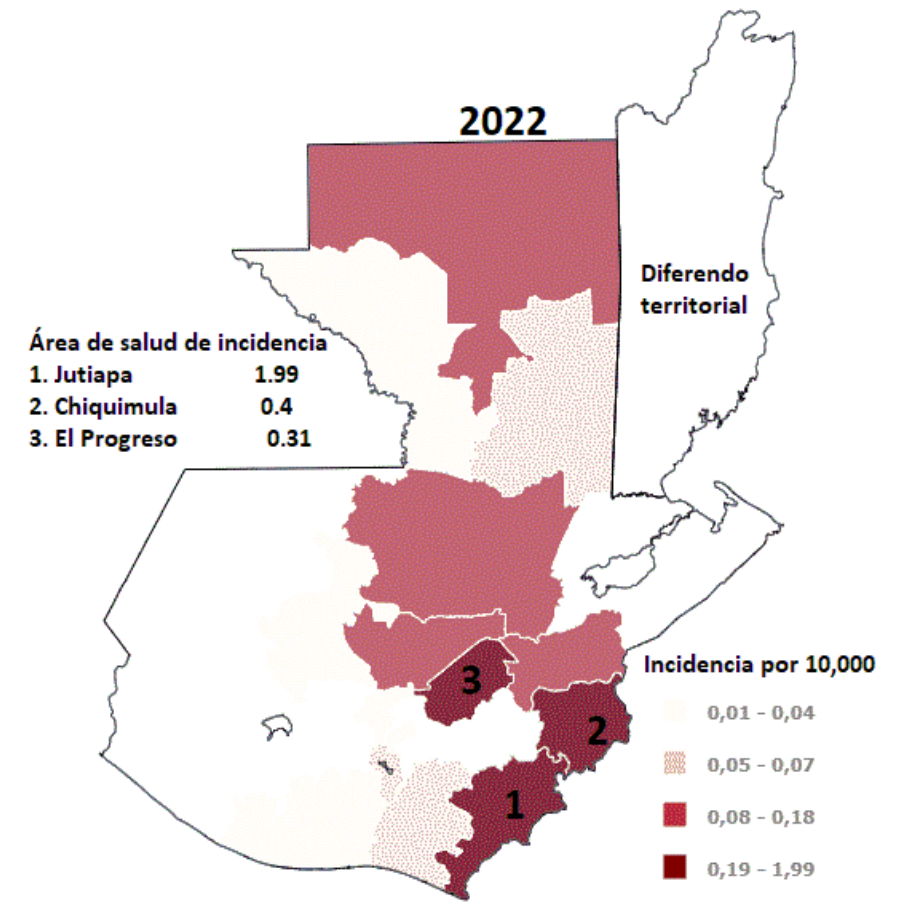 2022
Diferendo
territorial
Área de salud de incidencia
1. Jutiapa 1.99
2. Chiquimula 0.4
3. El Progreso 0.31
3
2
1
Incidencia por 10,000
0,01 - 0,04
0,05 - 0,07
0,08 - 0,18
0,19 - 1,99